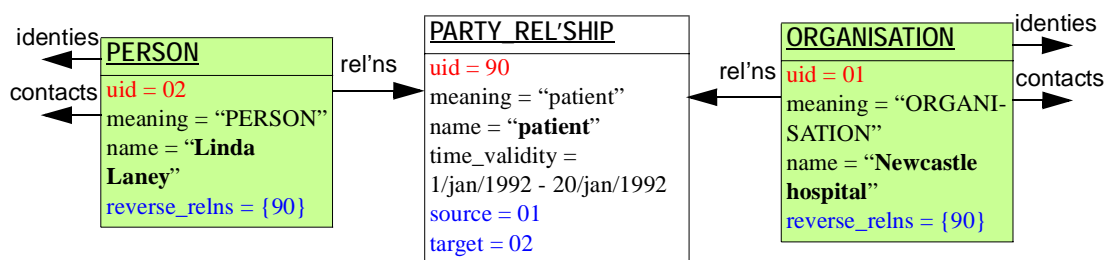 identies
contacts
PERSON
uid = 02
meaning = “PERSON”
name = “Linda
Laney”
reverse_relns = {90}
rel'ns
PARTY_REL’SHIP
uid = 90
meaning = “patient”
name = “patient”
time_validity =
1/jan/1992 - 20/jan/1992
source = 01
target = 02
rel'ns
ORGANISATION
uid = 01
meaning = “ORGANI-
SATION”
name = “Newcastle
hospital”
reverse_relns = {90}
identies
contacts